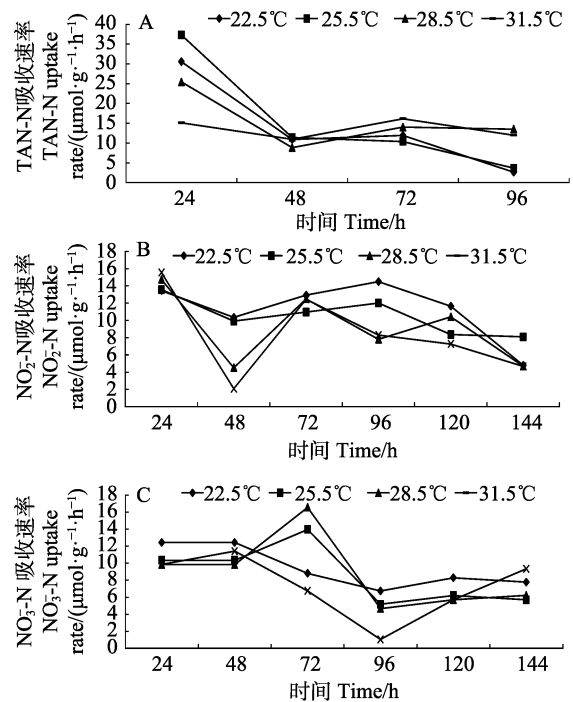 A
22.5℃ 25.5℃ 28.5℃ 31.5℃
TAN-N吸收速率
TAN-N uptake
rate/(μmol·g⁻¹·h⁻¹)
40
35
30
25
20
15
10
5
0
24 48 72 96
时间 Time/h
B
22.5℃ 25.5℃ 28.5℃ 31.5℃
NO₂⁻-N吸收速率
NO₂⁻-N uptake
rate/(μmol·g⁻¹·h⁻¹)
18
16
14
12
10
8
6
4
2
0
24 48 72 96 120 144
时间 Time/h
C
22.5℃ 25.5℃ 28.5℃ 31.5℃
NO₃⁻-N 吸收速率
NO₃⁻-N uptake
rate/(μmol·g⁻¹·h⁻¹)
18
16
14
12
10
8
6
4
2
0
24 48 72 96 120 144
时间 Time/h